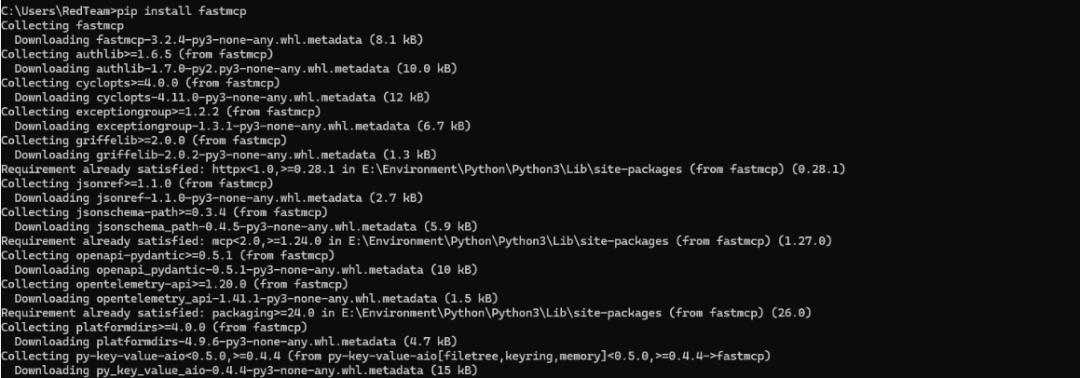 C:\Users\RedTeam>pip install fastmcp
Collecting fastmcp
  Downloading fastmcp-3.2.4-py3-none-any.whl.metadata (8.1 kB)
Collecting authlib>=1.6.5 (from fastmcp)
  Downloading authlib-1.7.0-py2.py3-none-any.whl.metadata (10.0 kB)
Collecting cyclopts>=4.0.0 (from fastmcp)
  Downloading cyclopts-4.11.0-py3-none-any.whl.metadata (12 kB)
Collecting exceptiongroup>=1.2.2 (from fastmcp)
  Downloading exceptiongroup-1.3.1-py3-none-any.whl.metadata (6.7 kB)
Collecting griffelib>=2.0.0 (from fastmcp)
  Downloading griffelib-2.0.2-py3-none-any.whl.metadata (1.3 kB)
Requirement already satisfied: httpx<1.0,>=0.28.1 in E:\Environment\Python\Python3\Lib\site-packages (from fastmcp) (0.28.1)
Collecting jsonref>=1.1.0 (from fastmcp)
  Downloading jsonref-1.1.0-py3-none-any.whl.metadata (2.7 kB)
Collecting jsonschema-path>=0.3.4 (from fastmcp)
  Downloading jsonschema_path-0.4.5-py3-none-any.whl.metadata (5.9 kB)
Requirement already satisfied: mcp<2.0,>=1.24.0 in E:\Environment\Python\Python3\Lib\site-packages (from fastmcp) (1.27.0)
Collecting openapi-pydantic>=0.5.1 (from fastmcp)
  Downloading openapi_pydantic-0.5.1-py3-none-any.whl.metadata (10 kB)
Collecting opentelemetry-api>=1.20.0 (from fastmcp)
  Downloading opentelemetry_api-1.41.1-py3-none-any.whl.metadata (1.5 kB)
Requirement already satisfied: packaging>=24.0 in E:\Environment\Python\Python3\Lib\site-packages (from fastmcp) (26.0)
Collecting platformdirs>=4.0.0 (from fastmcp)
  Downloading platformdirs-4.9.6-py3-none-any.whl.metadata (4.7 kB)
Collecting py-key-value-aio<0.5.0,>=0.4.4 (from py-key-value-aio[filetree,keyring,memory]<0.5.0,>=0.4.4->fastmcp)
  Downloading py_key_value_aio-0.4.4-py3-none-any.whl.metadata (15 kB)